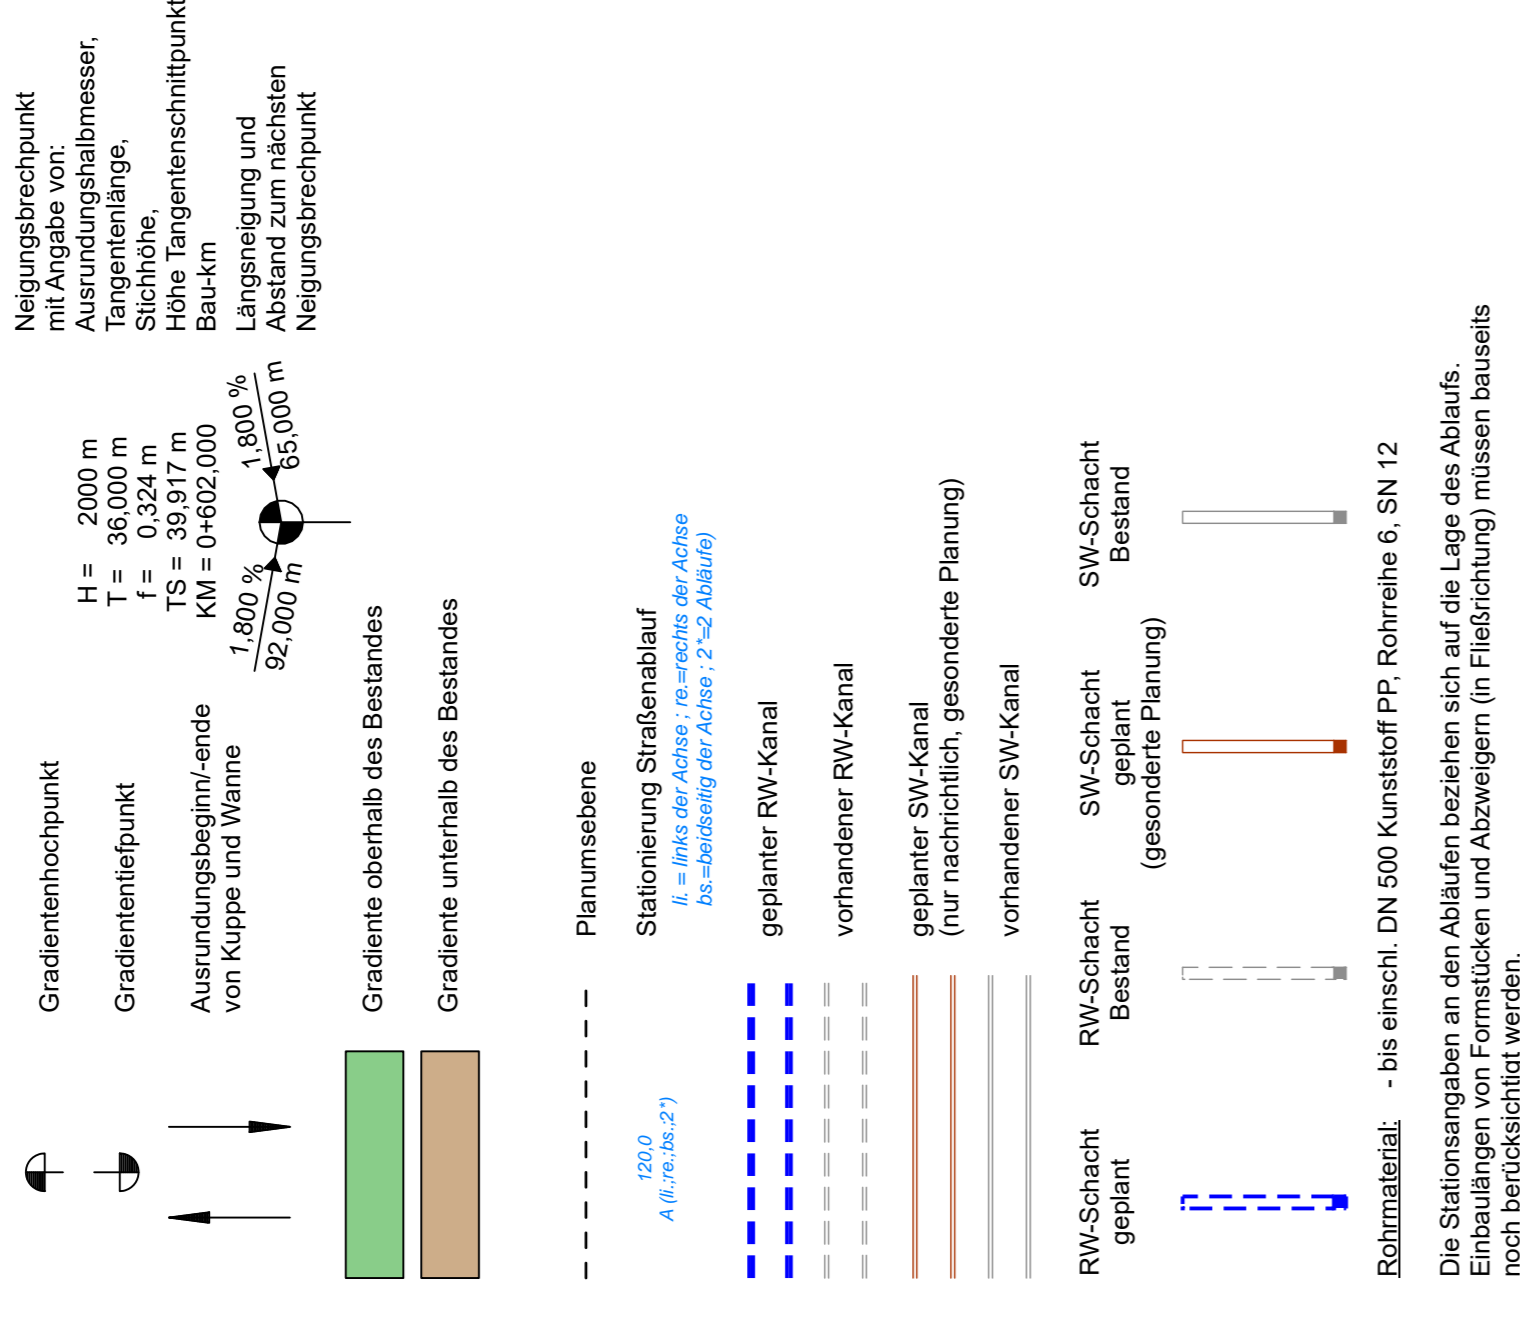 Gradientenhochpunkt
Gradiententiefpunkt
Ausrundungsbeginn/-ende
von Kuppe und Wanne
Gradiente oberhalb des Bestandes
Gradiente unterhalb des Bestandes
H = 2000 m
T = 36,000 m
f = 0,324 m
TS = 39,917 m
KM = 0+602,000
1,800 %
92,000 m
1,800 %
65,000 m
Neigungsbrechpunkt
mit Angabe von:
Ausrundungshalbmesser,
Tangentenlänge,
Stichhöhe,
Höhe Tangentenschnittpunkt
Bau-km
Längsneigung und
Abstand zum nächsten
Neigungsbrechpunkt
Planumsebene
120,0
A (li.;re.;bs.;2*)
Stationierung Straßenablauf
li. = links der Achse ; re.=rechts der Achse
bs.=beidseitig der Achse ; 2*=2 Abläufe)
geplanter RW-Kanal
vorhandener RW-Kanal
geplanter SW-Kanal
(nur nachrichtlich, gesonderte Planung)
vorhandener SW-Kanal
RW-Schacht
geplant
RW-Schacht
Bestand
SW-Schacht
geplant
(gesonderte Planung)
SW-Schacht
Bestand
Rohrmaterial: - bis einschl. DN 500 Kunststoff PP, Rohrreihe 6, SN 12
Die Stationsangaben an den Abläufen beziehen sich auf die Lage des Ablaufs.
Einbaulängen von Formstücken und Abzweigern (in Fließrichtung) müssen bauseits
noch berücksichtigt werden.